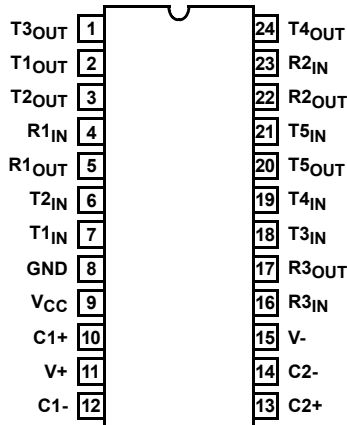 T3OUT 1 24 T4OUT
T1OUT 2 23 R2IN
T2OUT 3 22 R2OUT
R1IN 4 21 T5IN
R1OUT 5 20 T5OUT
T2IN 6 19 T4IN
T1IN 7 18 T3IN
GND 8 17 R3OUT
VCC 9 16 R3IN
C1+ 10 15 V-
V+ 11 14 C2-
C1- 12 13 C2+